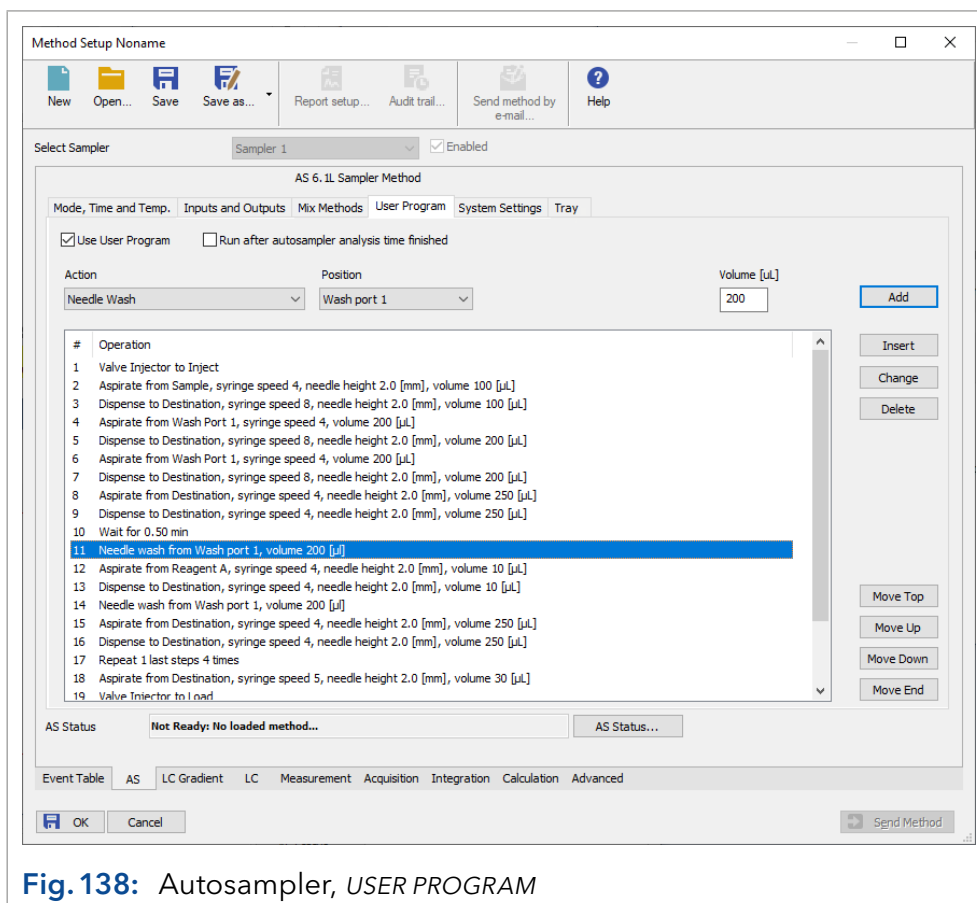 Method Setup Noname
New Open... Save Save as... Report setup... Audit trail... Send method by e-mail... Help
Select Sampler Sampler 1 Enabled
AS 6.1L Sampler Method
Mode, Time and Temp. Inputs and Outputs Mix Methods User Program System Settings Tray
Use User Program Run after autosampler analysis time finished
Action Position Volume [uL]
Needle Wash Wash port 1 200 Add
# Operation Insert
1 Valve Injector to Inject
2 Aspirate from Sample, syringe speed 4, needle height 2.0 [mm], volume 100 [µL] Change
3 Dispense to Destination, syringe speed 8, needle height 2.0 [mm], volume 100 [µL]
4 Aspirate from Wash Port 1, syringe speed 4, volume 200 [µL] Delete
5 Dispense to Destination, syringe speed 8, needle height 2.0 [mm], volume 200 [µL]
6 Aspirate from Wash Port 1, syringe speed 4, volume 200 [µL]
7 Dispense to Destination, syringe speed 8, needle height 2.0 [mm], volume 200 [µL]
8 Aspirate from Destination, syringe speed 4, needle height 2.0 [mm], volume 250 [µL]
9 Dispense to Destination, syringe speed 4, needle height 2.0 [mm], volume 250 [µL]
10 Wait for 0.50 min
11 Needle wash from Wash port 1, volume 200 [µl]
12 Aspirate from Reagent A, syringe speed 4, needle height 2.0 [mm], volume 10 [µL]
13 Dispense to Destination, syringe speed 4, needle height 2.0 [mm], volume 10 [µL]
14 Needle wash from Wash port 1, volume 200 [µl] Move Top
15 Aspirate from Destination, syringe speed 4, needle height 2.0 [mm], volume 250 [µL] Move Up
16 Dispense to Destination, syringe speed 4, needle height 2.0 [mm], volume 250 [µL]
17 Repeat 1 last steps 4 times Move Down
18 Aspirate from Destination, syringe speed 5, needle height 2.0 [mm], volume 30 [µL]
19 Valve Injector to Load Move End
AS Status Not Ready: No loaded method... AS Status...
Event Table AS LC Gradient LC Measurement Acquisition Integration Calculation Advanced
OK Cancel Send Method
Fig. 138: Autosampler, USER PROGRAM